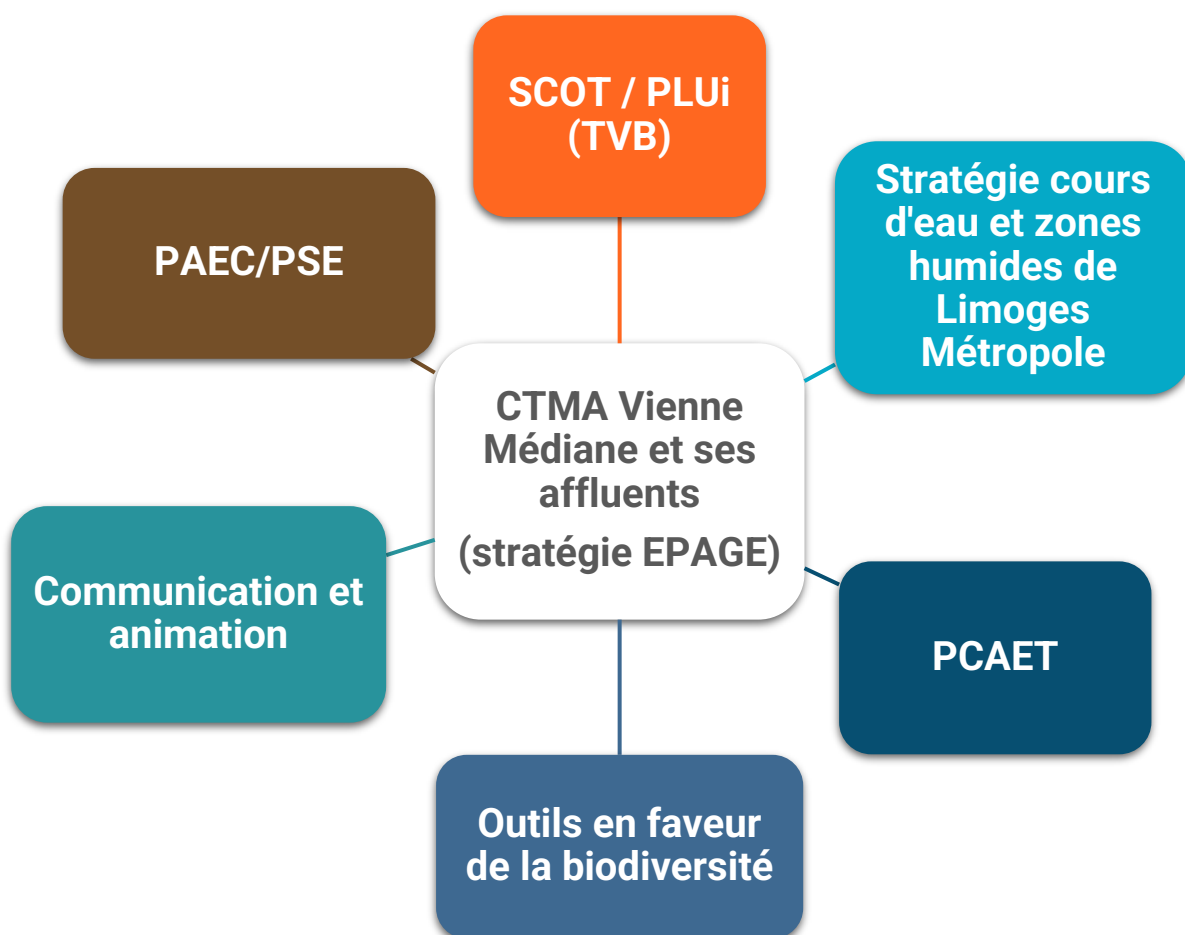 SCOT / PLUi
(TVB)
Stratégie cours
d'eau et zones
humides de
Limoges
Métropole
PAEC/PSE
CTMA Vienne
Médiane et ses
affluents
(stratégie EPAGE)
Communication et
animation
PCAET
Outils en faveur
de la biodiversité